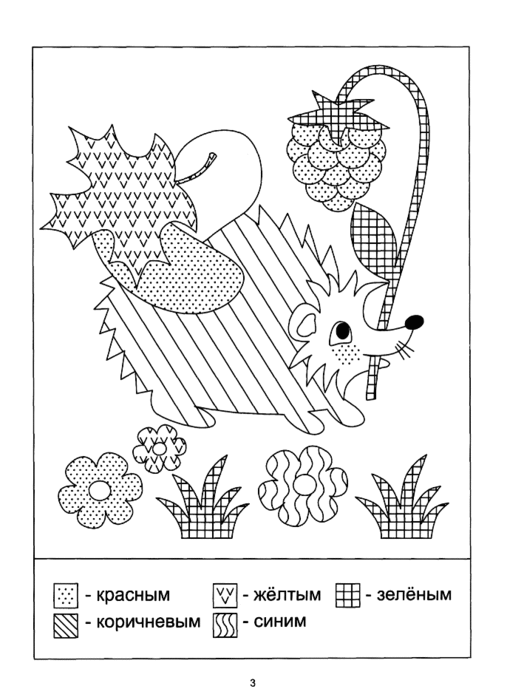 - красным - жёлтым - зелёным
- коричневым - синим
3